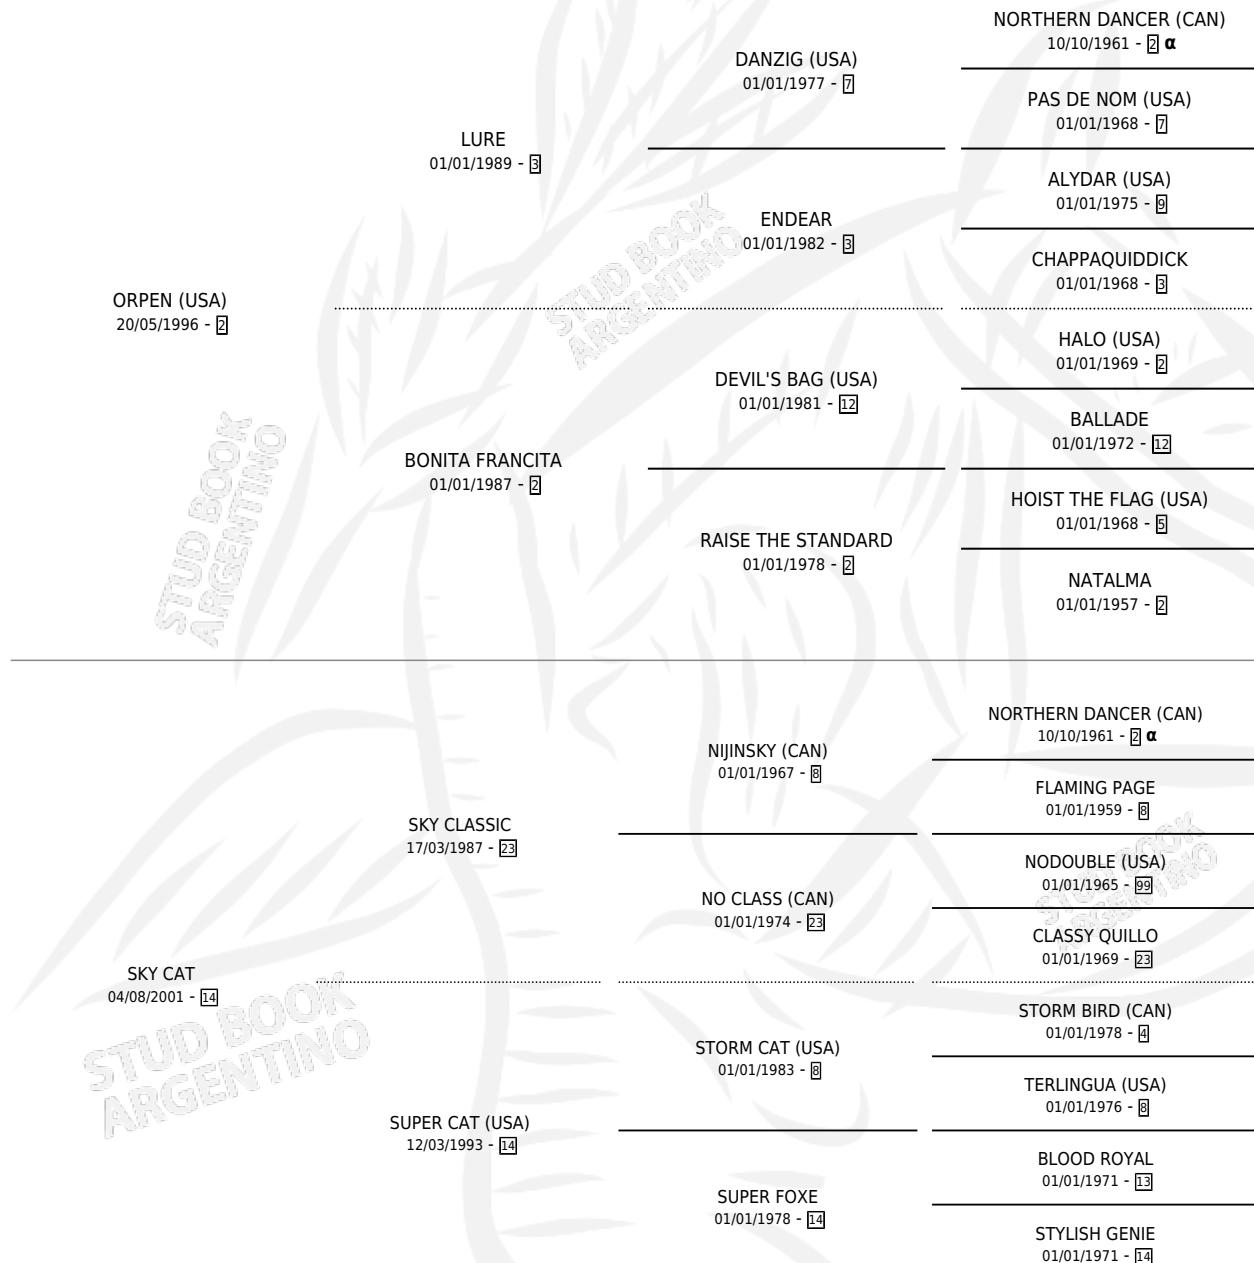 NORTHERN DANCER (CAN)
10/10/1961 - 2 α
DANZIG (USA)
01/01/1977 - 7
PAS DE NOM (USA)
01/01/1968 - 7
LURE
01/01/1989 - 3
ALYDAR (USA)
01/01/1975 - 9
ENDEAR
01/01/1982 - 3
CHAPPAQUIDDICK
01/01/1968 - 3
ORPEN (USA)
20/05/1996 - 2
HALO (USA)
01/01/1969 - 2
DEVIL'S BAG (USA)
01/01/1981 - 12
BALLADE
01/01/1972 - 12
BONITA FRANCITA
01/01/1987 - 2
HOIST THE FLAG (USA)
01/01/1968 - 5
RAISE THE STANDARD
01/01/1978 - 2
NATALMA
01/01/1957 - 2
NORTHERN DANCER (CAN)
10/10/1961 - 2 α
NIJINSKY (CAN)
01/01/1967 - 8
FLAMING PAGE
01/01/1959 - 8
SKY CLASSIC
17/03/1987 - 23
NODOUBLE (USA)
01/01/1965 - 99
NO CLASS (CAN)
01/01/1974 - 23
CLASSY QUILLO
01/01/1969 - 23
SKY CAT
04/08/2001 - 14
STORM BIRD (CAN)
01/01/1978 - 4
STORM CAT (USA)
01/01/1983 - 8
TERLINGUA (USA)
01/01/1976 - 8
SUPER CAT (USA)
12/03/1993 - 14
BLOOD ROYAL
01/01/1971 - 13
SUPER FOXE
01/01/1978 - 14
STYLISH GENIE
01/01/1971 - 14
STUD BOOK
ARGENTINO
STUD BOOK
ARGENTINO
STUD BOOK
ARGENTINO
STUD BOOK
ARGENTINO